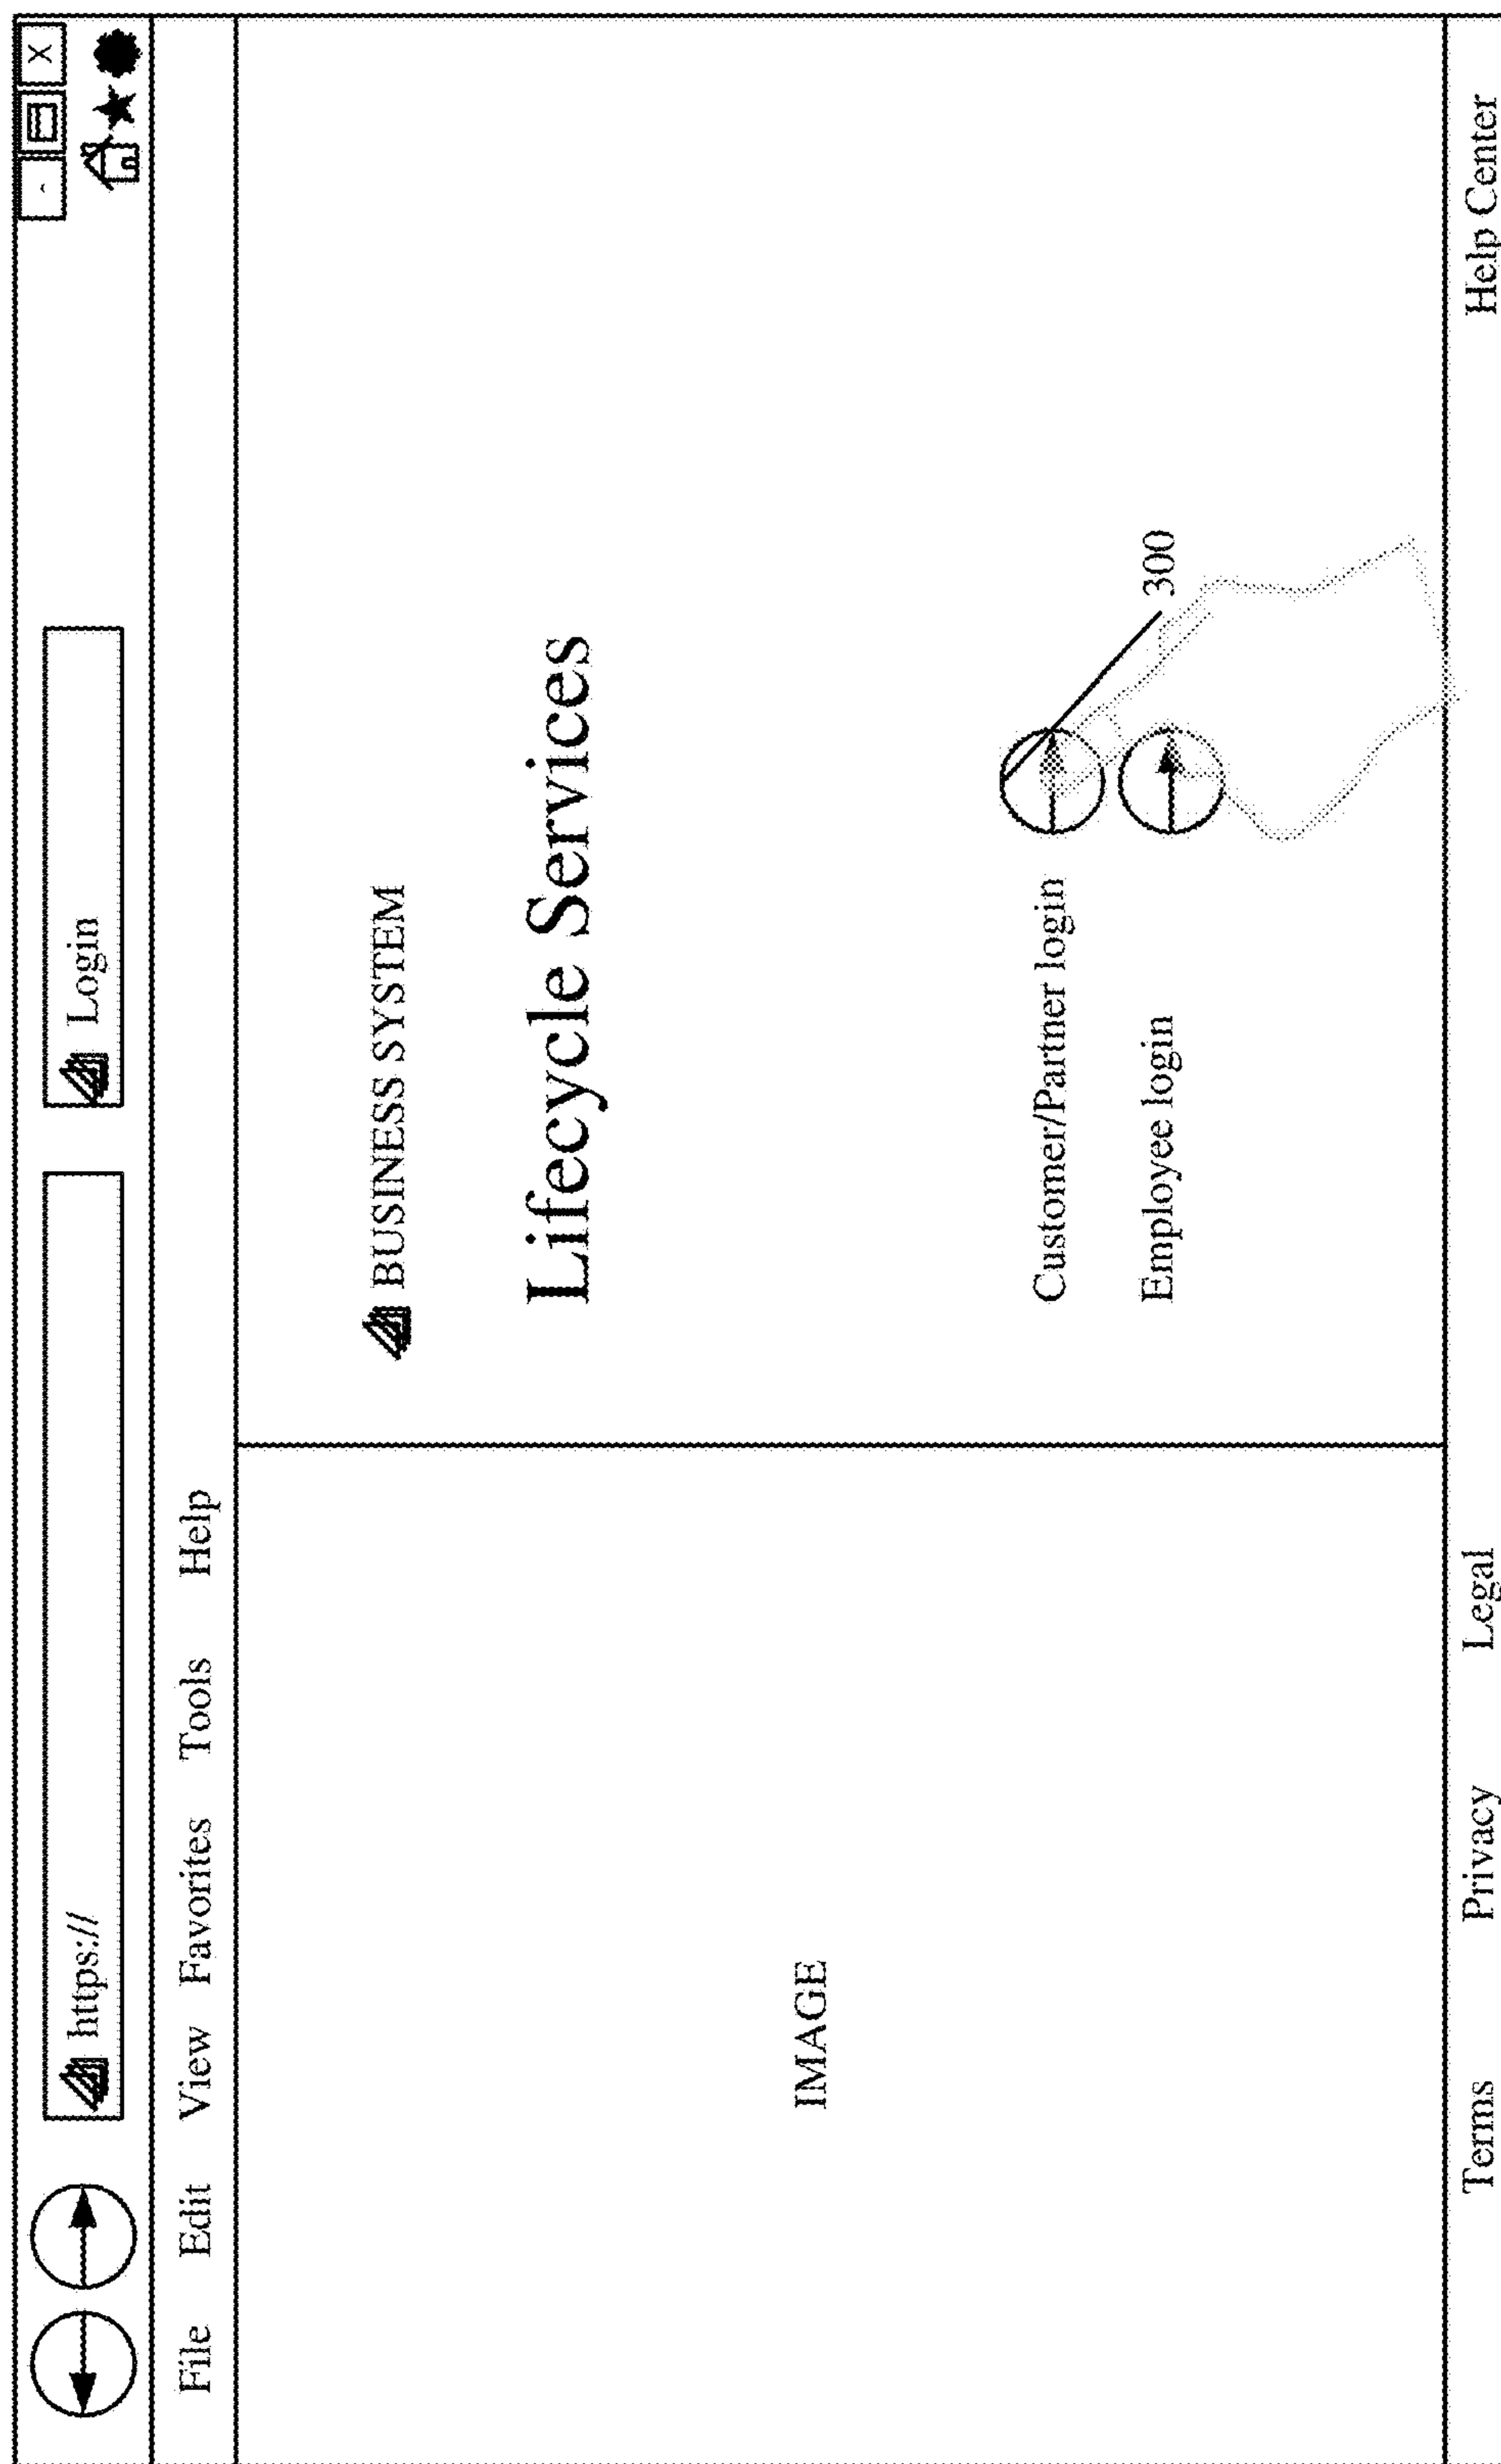 https://
Login
X
File Edit View Favorites Tools Help
BUSINESS SYSTEM
Lifecycle Services
IMAGE
Customer/Partner login
Employee login
300
Terms Privacy Legal Help Center